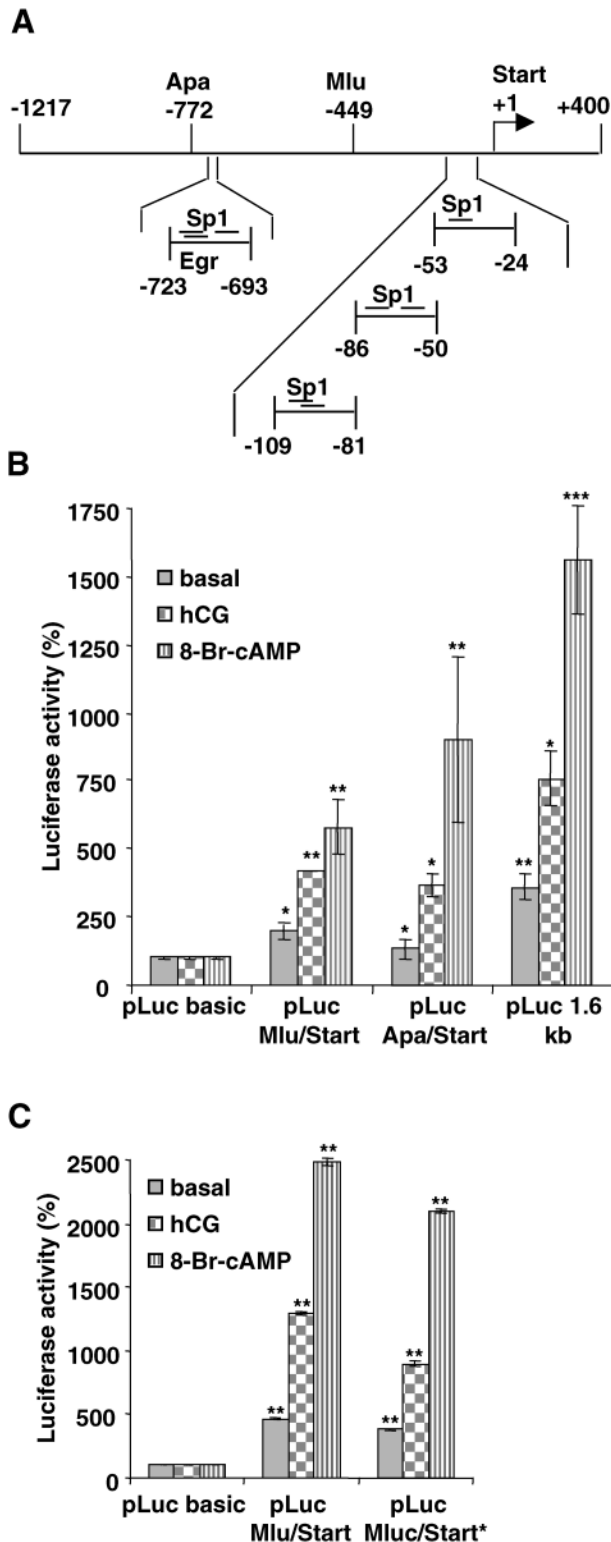 A
Apa Mlu Start
-1217 -772 -449 +1 +400
Sp1 Sp1
Egr
-723 -693 -53 -24
Sp1
-86 -50
Sp1
-109 -81
B
1750
1500
1250
1000
750
500
250
0
Luciferase activity (%)
basal
hCG
8-Br-cAMP
* ** **
* * **
** * ***
pLuc basic pLuc pLuc pLuc 1.6
Mlu/Start Apa/Start kb
C
2500
2000
1500
1000
500
0
Luciferase activity (%)
basal
hCG
8-Br-cAMP
** ** **
** ** **
pLuc basic pLuc pLuc
Mlu/Start Mluc/Start*